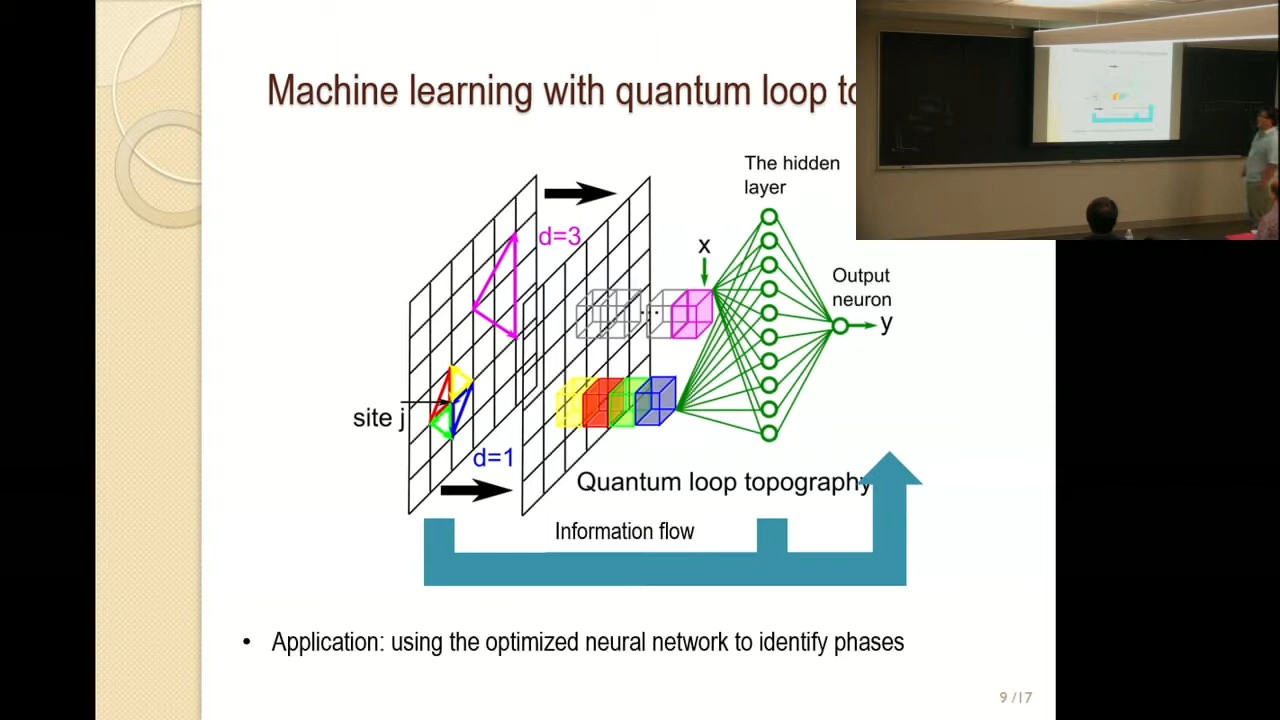 Machine learning with quantum loop
The hidden
layer
d=3
x
Output
neuron
y
site j
d=1
Quantum loop topography
Information flow
• Application: using the optimized neural network to identify phases
9 /17